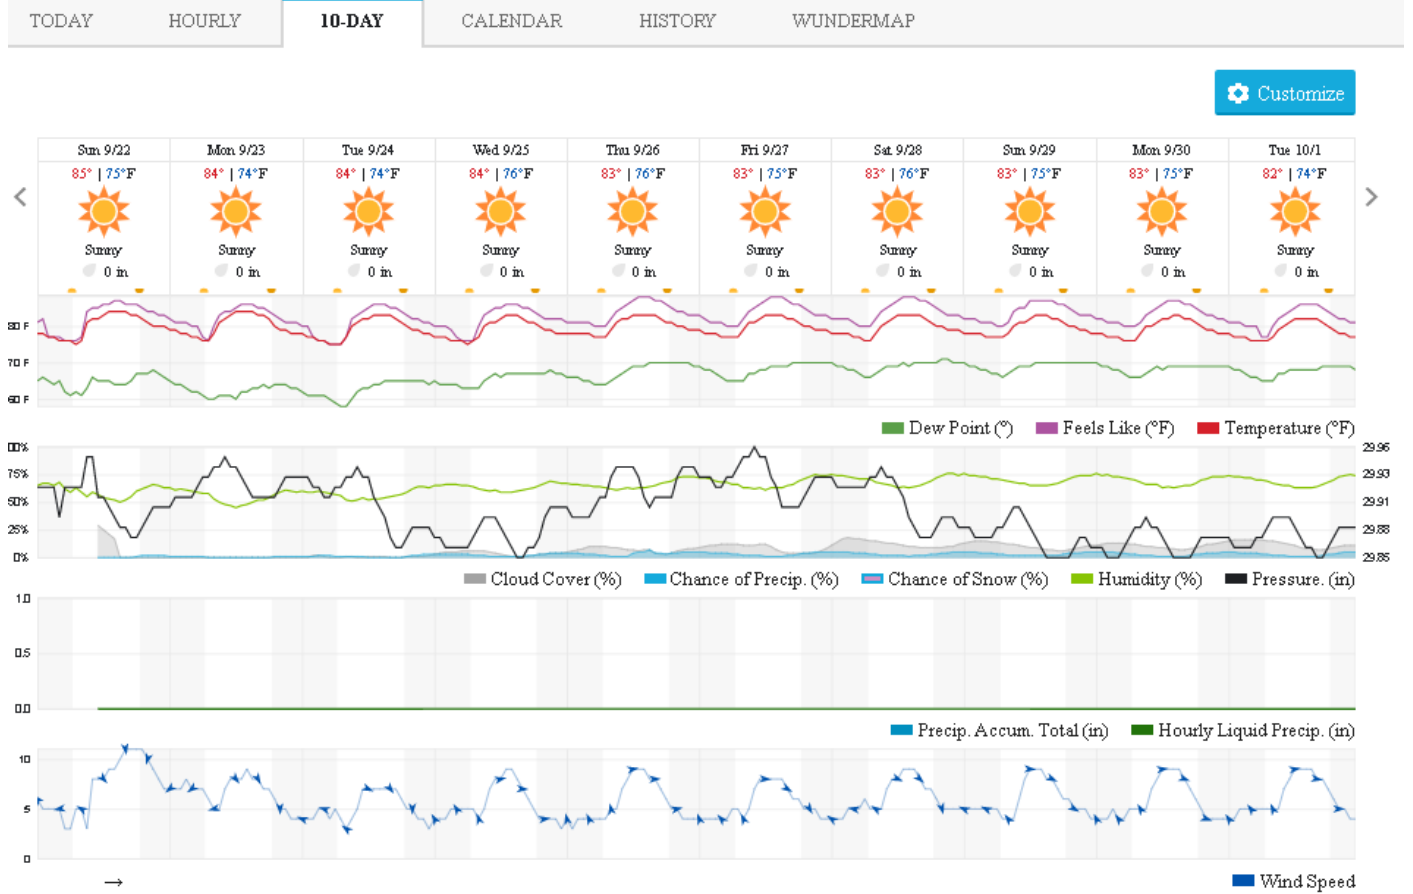 TODAY HOURLY 10-DAY CALENDAR HISTORY WUNDERMAP
Customize
Sun 9/22 Mon 9/23 Tue 9/24 Wed 9/25 Thu 9/26 Fri 9/27 Sat 9/28 Sun 9/29 Mon 9/30 Tue 10/1
85° | 75°F 84° | 74°F 84° | 74°F 84° | 76°F 83° | 76°F 83° | 75°F 83° | 76°F 83° | 75°F 83° | 75°F 82° | 74°F
Sunny Sunny Sunny Sunny Sunny Sunny Sunny Sunny Sunny Sunny
0 in 0 in 0 in 0 in 0 in 0 in 0 in 0 in 0 in 0 in
80 F
70 F
60 F
Dew Point (°) Feels Like (°F) Temperature (°F)
00% 29.96
75% 29.93
50% 29.91
25% 29.88
0% 29.85
Cloud Cover (%) Chance of Precip. (%) Chance of Snow (%) Humidity (%) Pressure. (in)
1.0
0.5
0.0
Precip. Accum. Total (in) Hourly Liquid Precip. (in)
10
5
0
Wind Speed